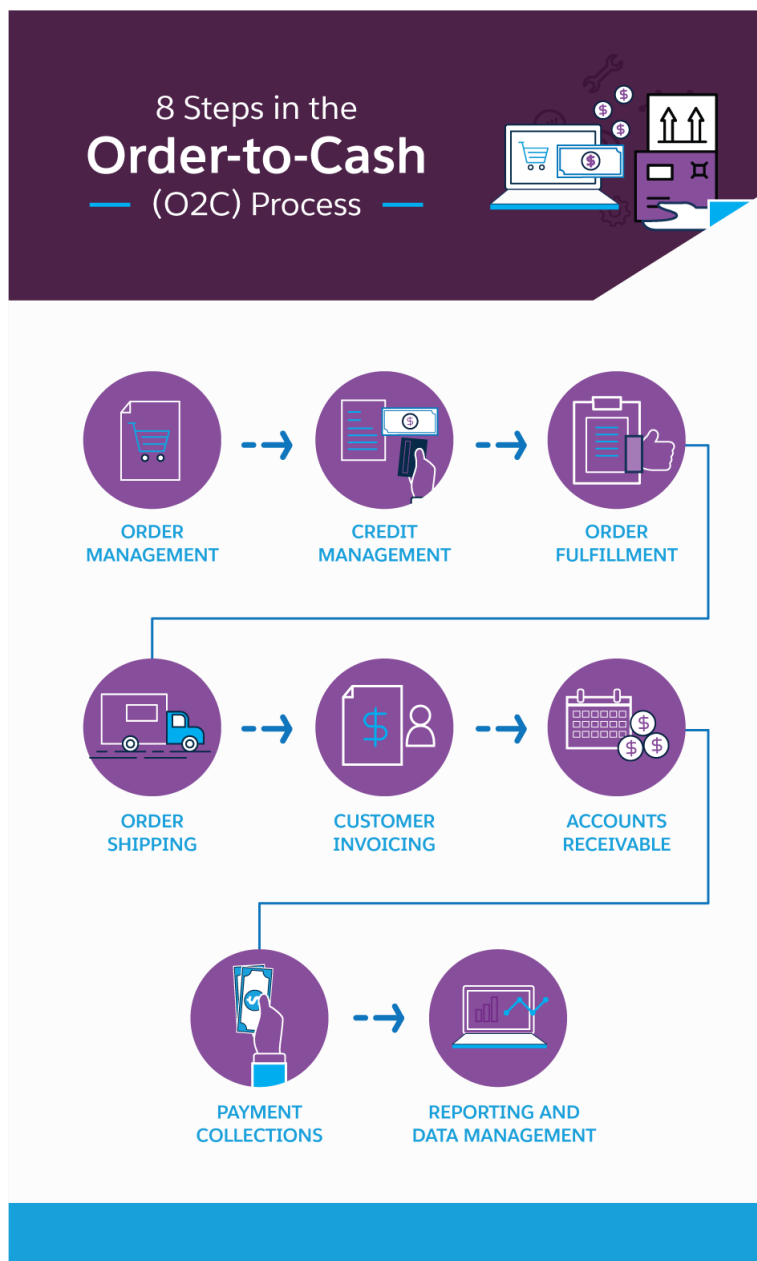 8 Steps in the
Order-to-Cash
(O2C) Process
ORDER
MANAGEMENT
CREDIT
MANAGEMENT
ORDER
FULFILLMENT
ORDER
SHIPPING
CUSTOMER
INVOICING
ACCOUNTS
RECEIVABLE
PAYMENT
COLLECTIONS
REPORTING AND
DATA MANAGEMENT